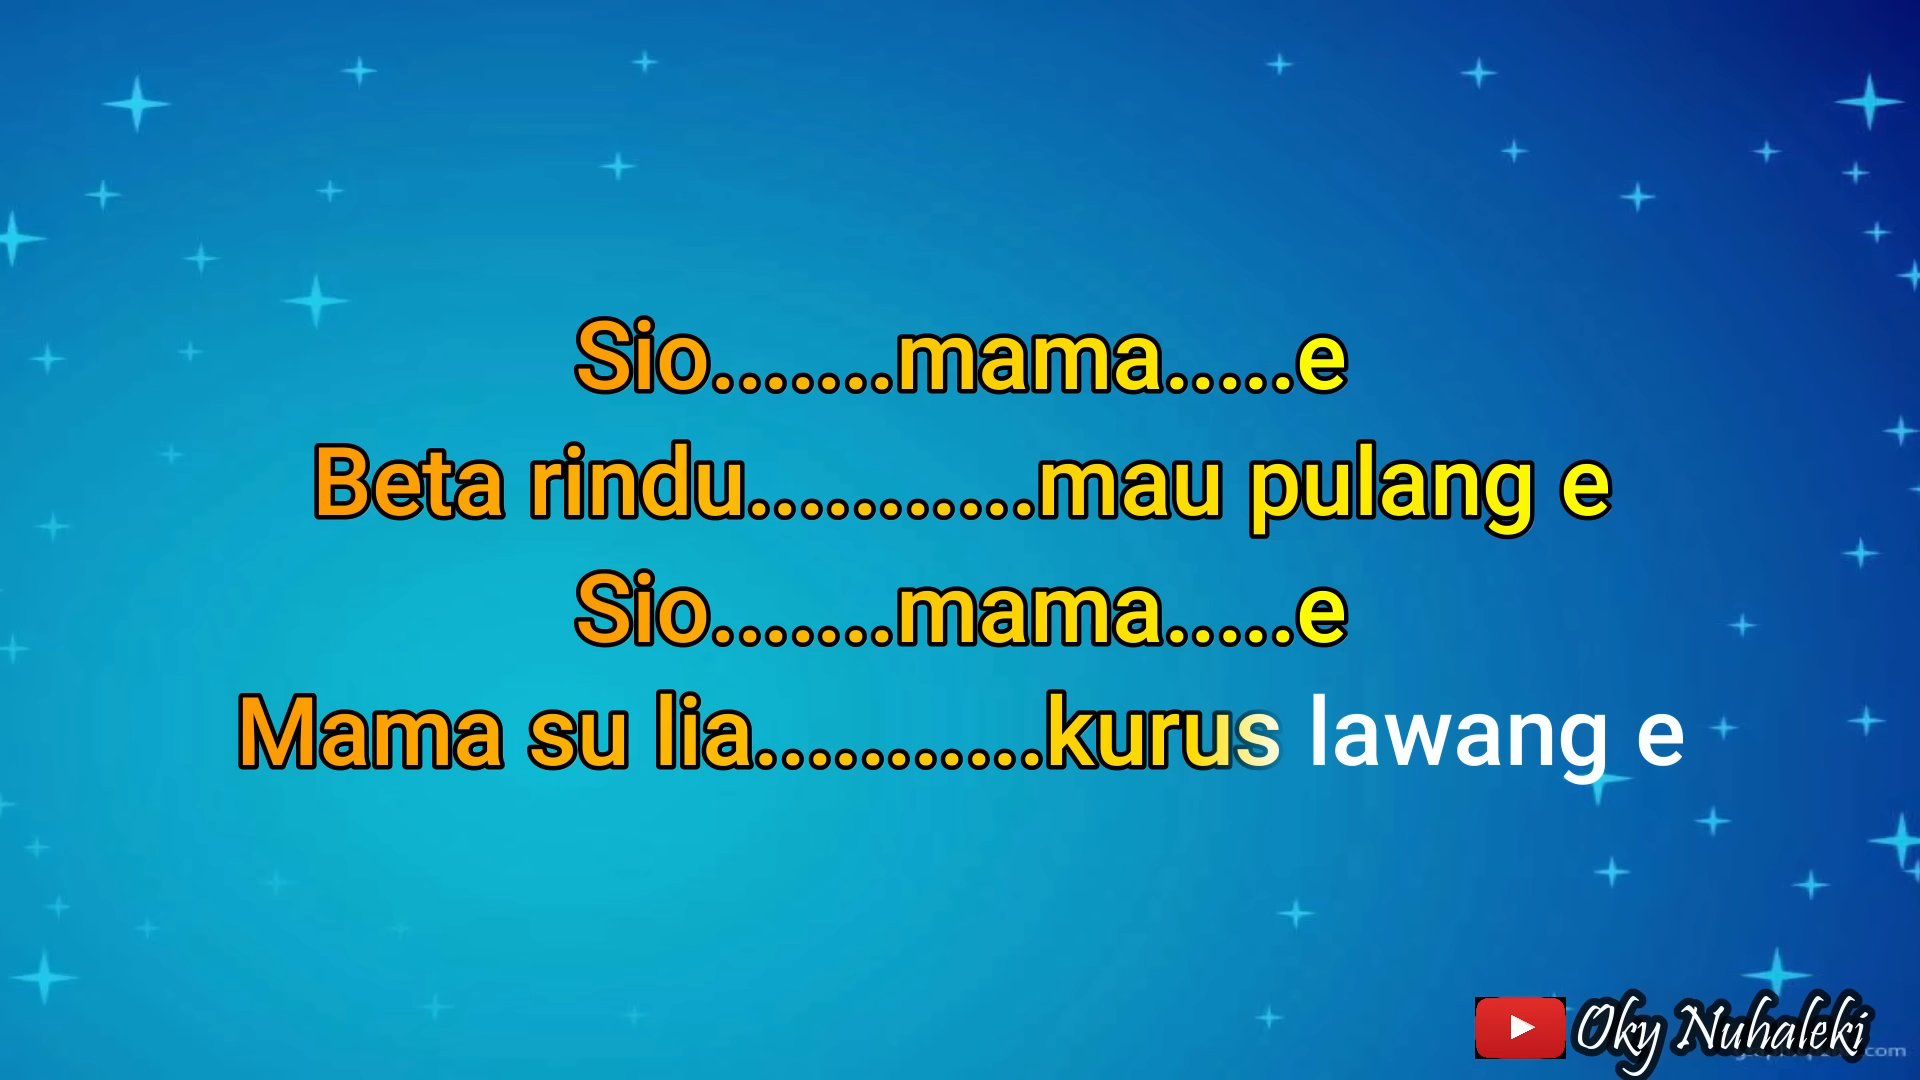 Sio.......mama.....e
Beta rindu...........mau pulang e
Sio.......mama.....e
Mama su lia...........kurus lawang e
Oky Nuhaleki